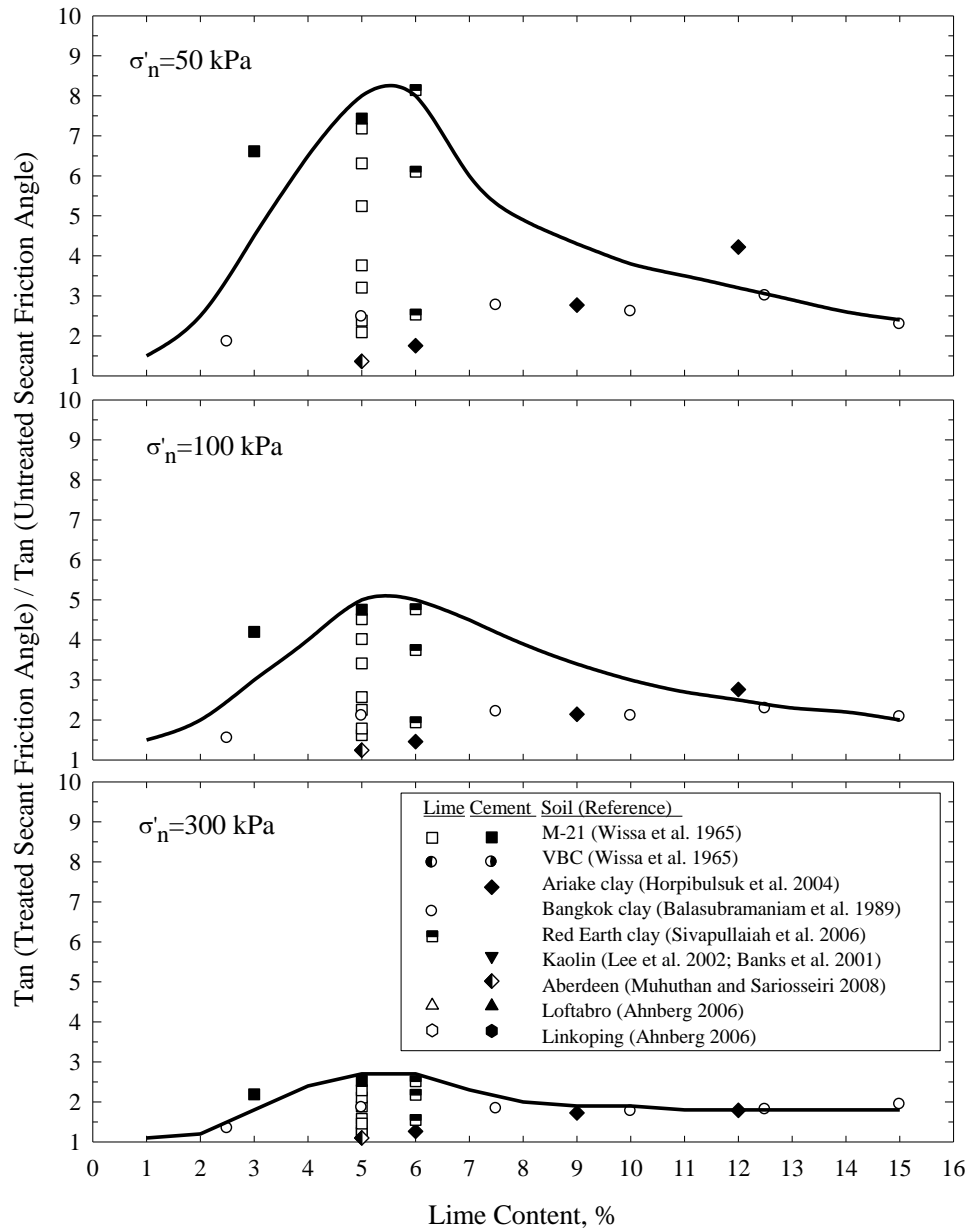 Tan (Treated Secant Friction Angle) / Tan (Untreated Secant Friction Angle)
10
9
8
7
6
5
4
3
2
1
σ'n=50 kPa
10
9
8
7
6
5
4
3
2
1
σ'n=100 kPa
10
9
8
7
6
5
4
3
2
1
σ'n=300 kPa
Lime Cement Soil (Reference)
M-21 (Wissa et al. 1965)
VBC (Wissa et al. 1965)
Ariake clay (Horpibulsuk et al. 2004)
Bangkok clay (Balasubramaniam et al. 1989)
Red Earth clay (Sivapullaiah et al. 2006)
Kaolin (Lee et al. 2002; Banks et al. 2001)
Aberdeen (Muhuthan and Sariosseiri 2008)
Loftabro (Ahnberg 2006)
Linkoping (Ahnberg 2006)
0 1 2 3 4 5 6 7 8 9 10 11 12 13 14 15 16
Lime Content, %